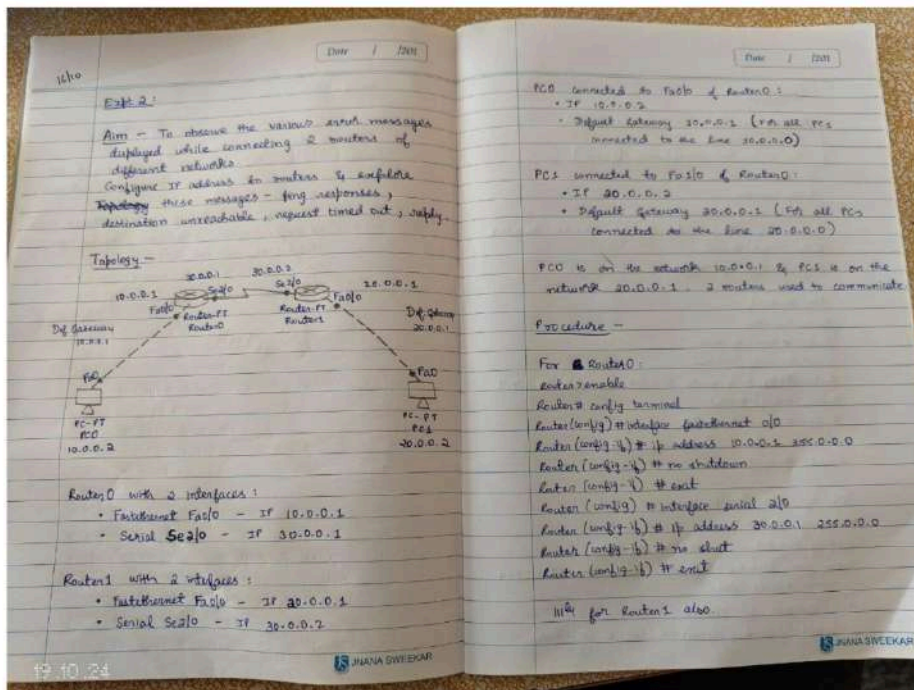 16/10
Date / /201
Expt 2:
Aim - To observe the various error messages
displayed while connecting 2 routers of
different networks
Configure IP address to routers & explore
Topology these messages - ping responses,
destination unreachable, request timed out, reply.
Topology -
30.0.0.1 30.0.0.2
10.0.0.1 Se2/0 Se2/0 20.0.0.1
Fa0/0 Fa0/0
Router-PT Router-PT
Router0 Router1
Def Gateway Def Gateway
10.0.0.1 20.0.0.1
Fa0 Fa0
PC-PT PC-PT
PC0 PC1
10.0.0.2 20.0.0.2
Router0 with 2 interfaces:
• Fastethernet Fa0/0 - IP 10.0.0.1
• Serial Se2/0 - IP 30.0.0.1
Router1 with 2 interfaces:
• Fastethernet Fa0/0 - IP 20.0.0.1
• Serial Se2/0 - IP 30.0.0.2
JNANA SWEEKAR
19.10.24
Date / /201
PC0 connected to Fa0/0 of Router0:
• IP 10.0.0.2
• Default Gateway 10.0.0.1 (For all PCs
connected to the line 10.0.0.0)
PC1 connected to Fa1/0 of Router0:
• IP 20.0.0.2
• Default Gateway 20.0.0.1 (For all PCs
connected to the line 20.0.0.0)
PC0 is on the network 10.0.0.1 & PC1 is on the
network 20.0.0.1. 2 routers used to communicate
Procedure -
For Router0:
Router>enable
Router# config terminal
Router(config)# interface fastethernet 0/0
Router(config-if)# ip address 10.0.0.1 255.0.0.0
Router(config-if)# no shutdown
Router(config-if)# exit
Router(config)# interface serial 2/0
Router(config-if)# ip address 30.0.0.1 255.0.0.0
Router(config-if)# no shut
Router(config-if)# exit
|||ly for Router1 also.
JNANA SWEEKAR